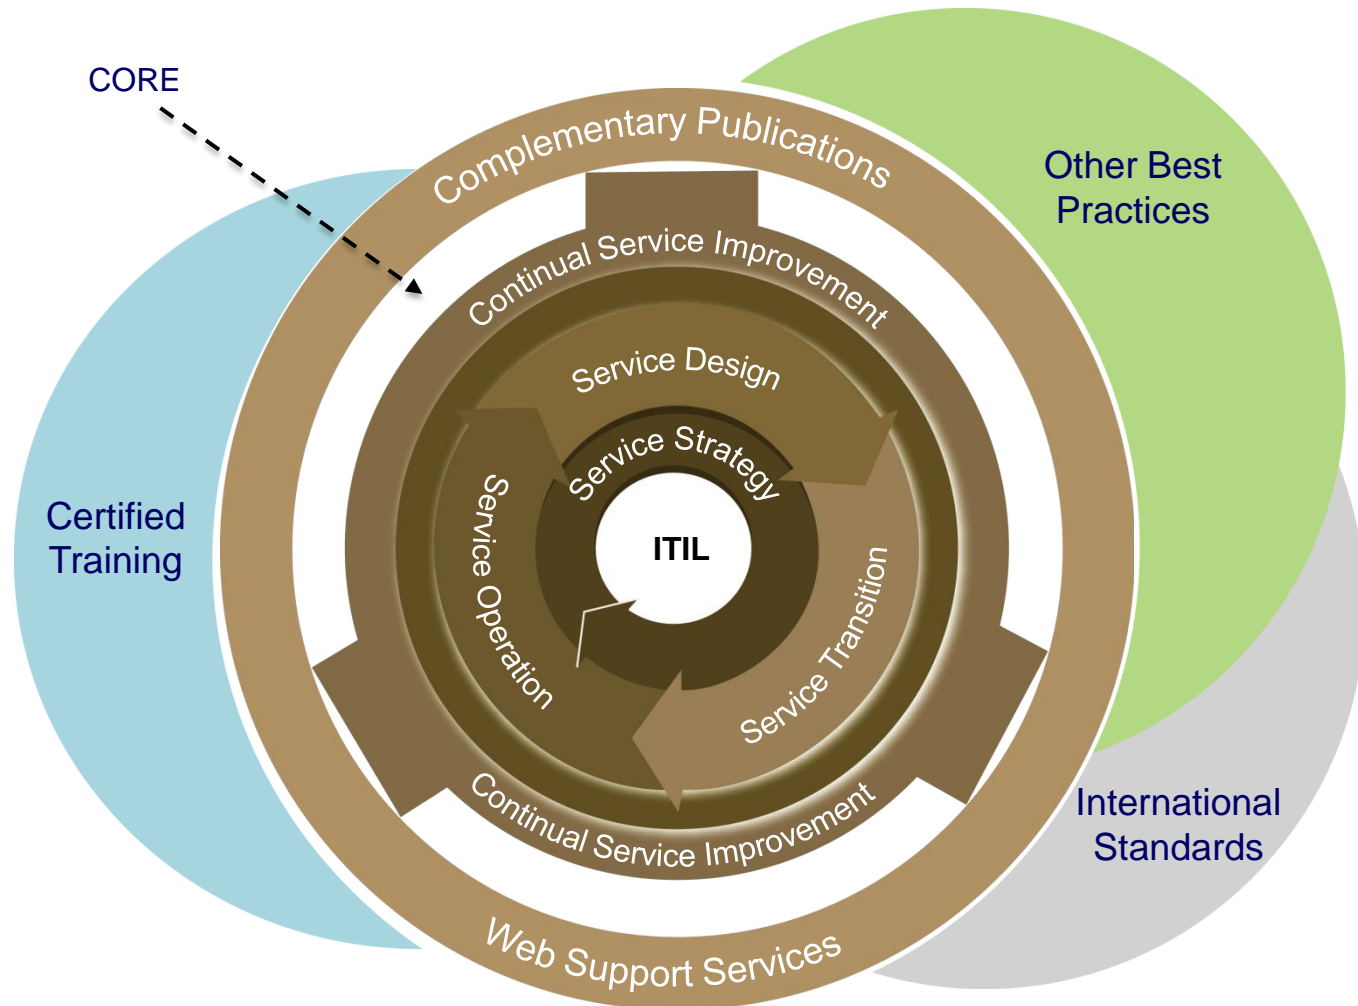 CORE
Complementary Publications
Other Best
Practices
Continual Service Improvement
Service Design
Service Strategy
Certified
Training
Service Operation
ITIL
Service Transition
Continual Service Improvement
International
Standards
Web Support Services